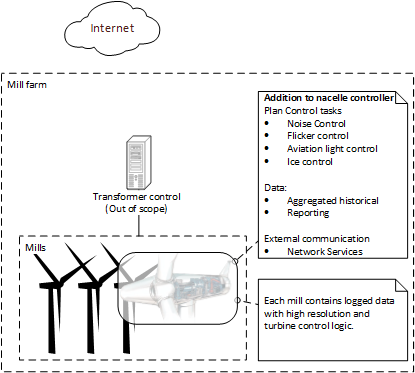 Internet
Mill farm
Addition to nacelle controller
Plan Control tasks
• Noise Control
• Flicker control
• Aviation light control
• Ice control
Data:
• Aggregated historical
• Reporting
External communication
• Network Services
Transformer control
(Out of scope)
Mills
Each mill contains logged data
with high resolution and
turbine control logic.